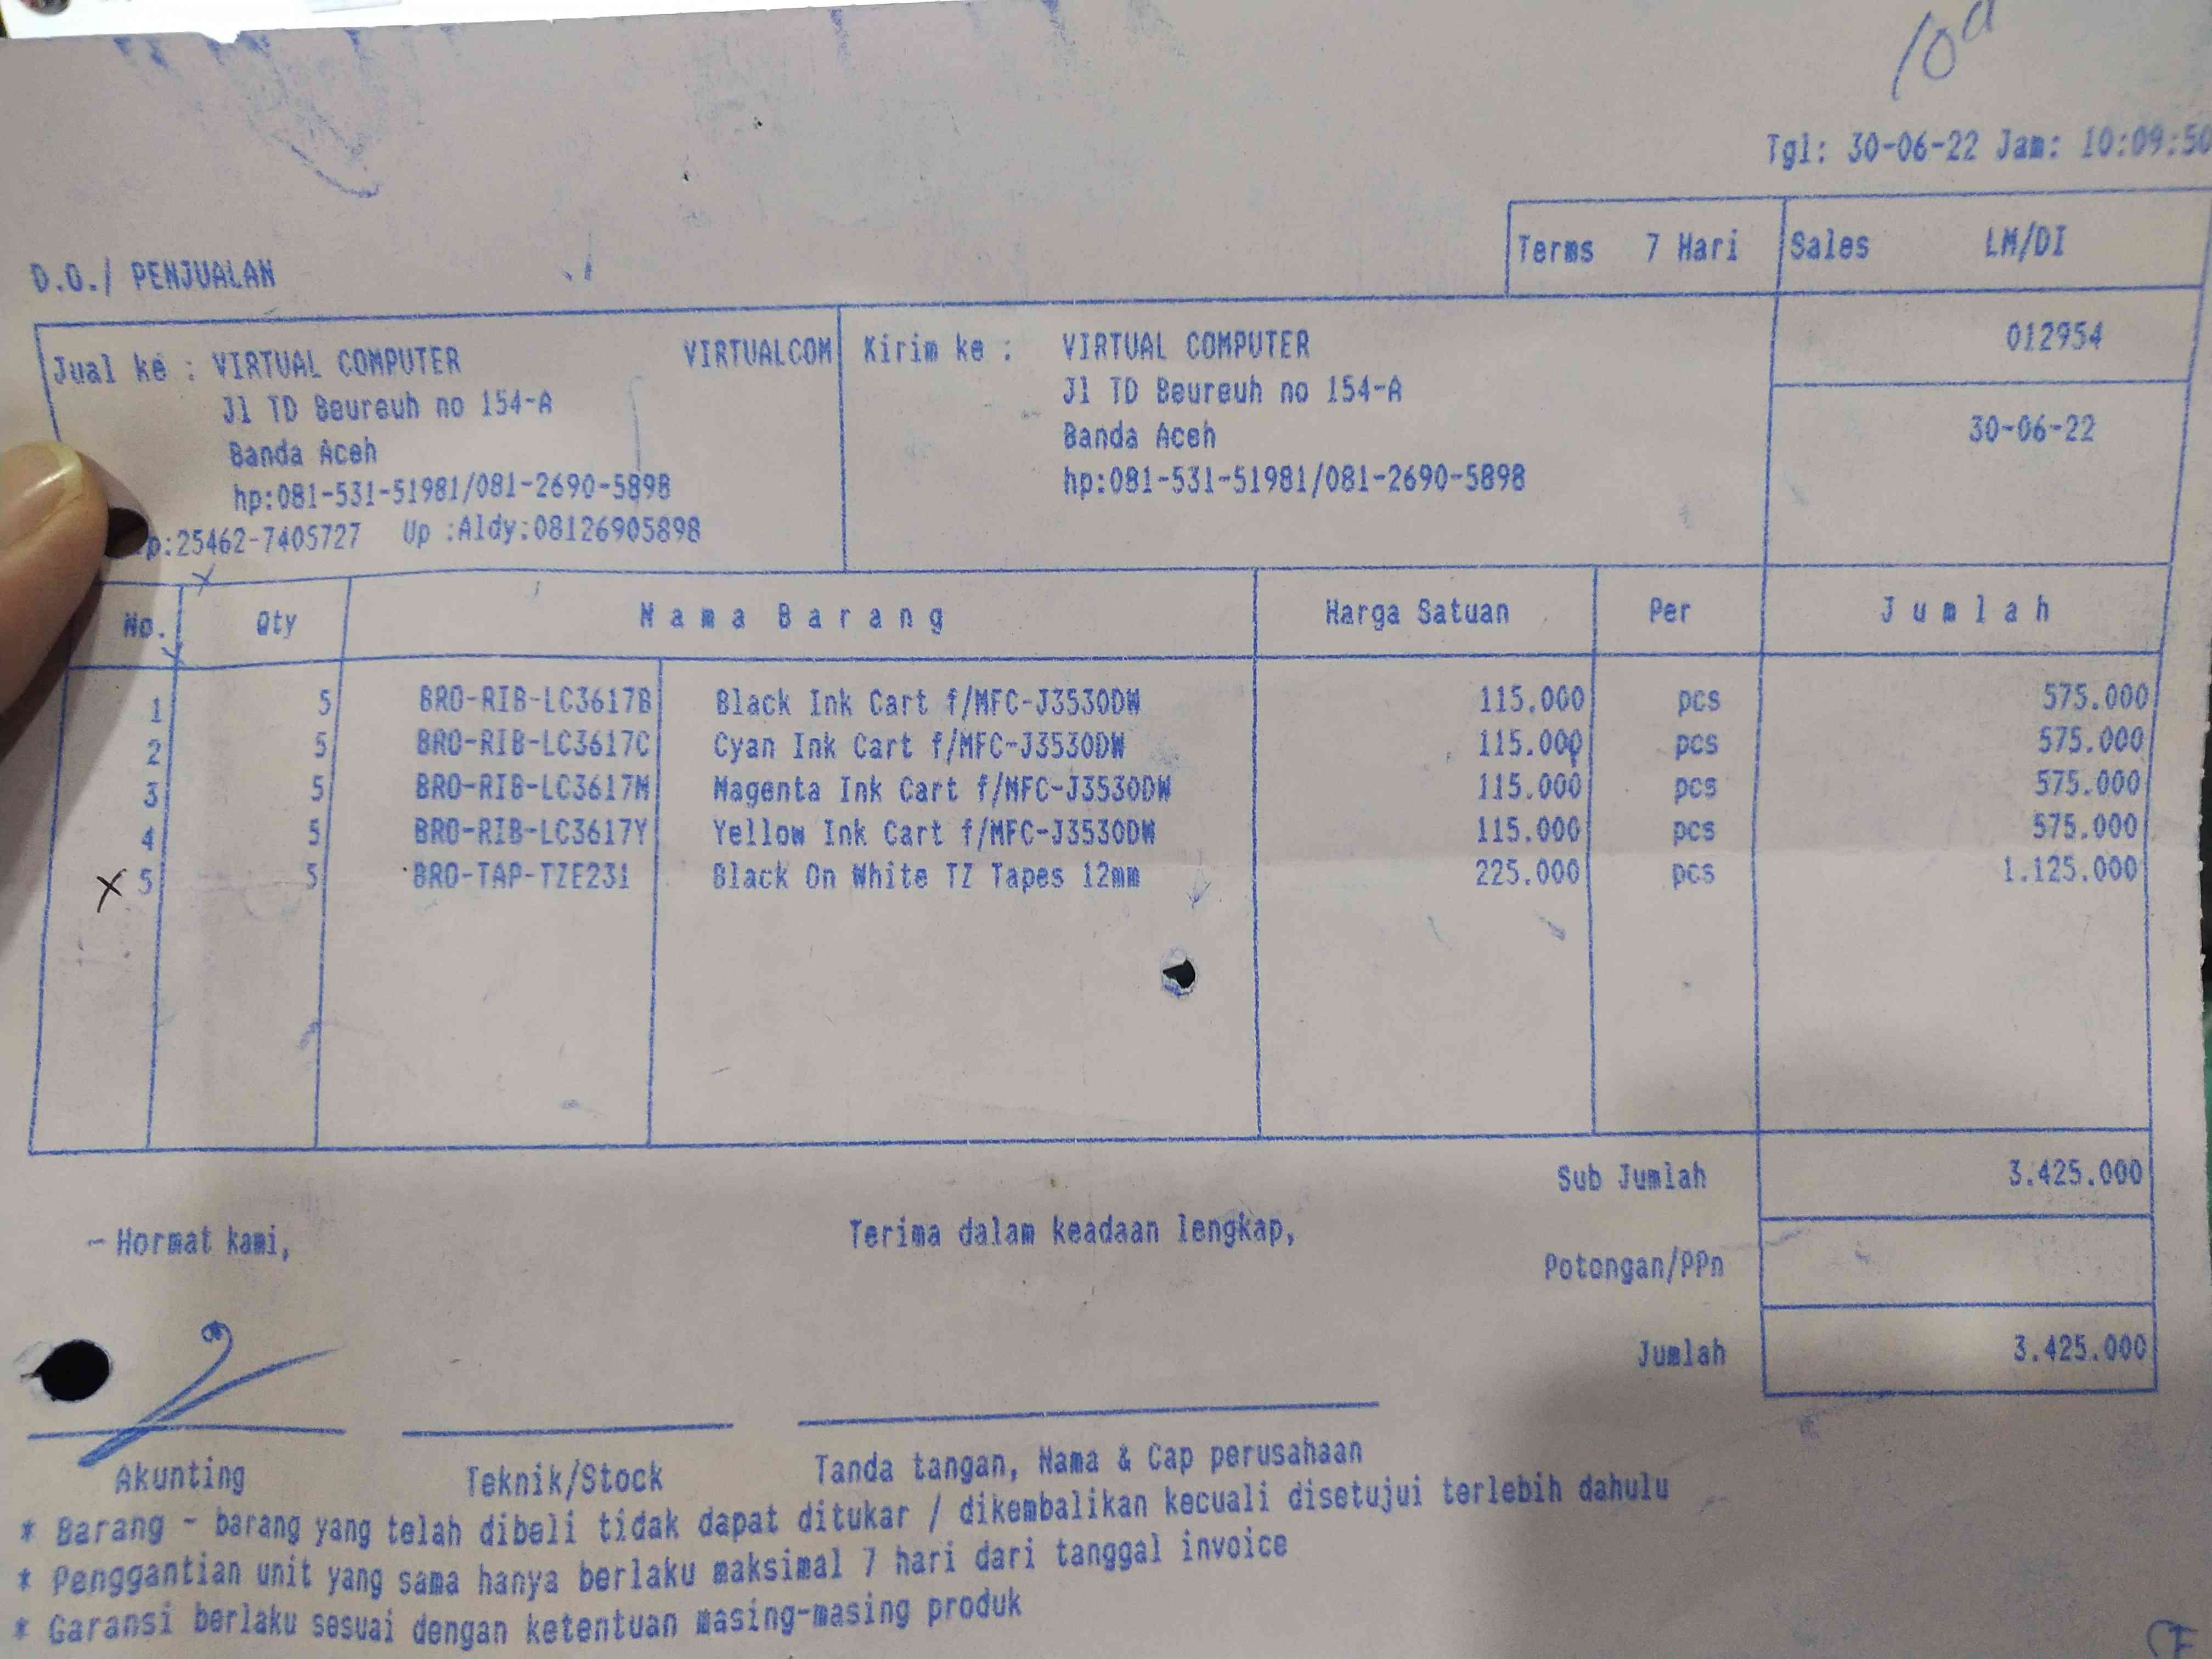 Tgl: 30-06-22 Jam: 10:09:50
Terms 7 Hari Sales LM/DI
D.O./ PENJUALAN
012954
30-06-22
Jual ke : VIRTUAL COMPUTER VIRTUALCOM
Jl TD Beureuh no 154-A
Banda Aceh
hp:081-531-51981/081-2690-5898
p:25462-7405727 Up :Aldy:08126905898
Kirim ke : VIRTUAL COMPUTER
Jl TD Beureuh no 154-A
Banda Aceh
hp:081-531-51981/081-2690-5898
No. Qty Nama Barang Harga Satuan Per Jumlah
1 5 BRO-RIB-LC3617B Black Ink Cart f/MFC-J3530DW 115.000 pcs 575.000
2 5 BRO-RIB-LC3617C Cyan Ink Cart f/MFC-J3530DW 115.000 pcs 575.000
3 5 BRO-RIB-LC3617M Magenta Ink Cart f/MFC-J3530DW 115.000 pcs 575.000
4 5 BRO-RIB-LC3617Y Yellow Ink Cart f/MFC-J3530DW 115.000 pcs 575.000
X 5 5 BRO-TAP-TZE231 Black On White TZ Tapes 12mm 225.000 pcs 1.125.000
Sub Jumlah 3.425.000
- Hormat kami, Terima dalam keadaan lengkap,
Potongan/PPn
Jumlah 3.425.000
Akunting Teknik/Stock Tanda tangan, Nama & Cap perusahaan
* Barang - barang yang telah dibeli tidak dapat ditukar / dikembalikan kecuali disetujui terlebih dahulu
* Penggantian unit yang sama hanya berlaku maksimal 7 hari dari tanggal invoice
* Garansi berlaku sesuai dengan ketentuan masing-masing produk